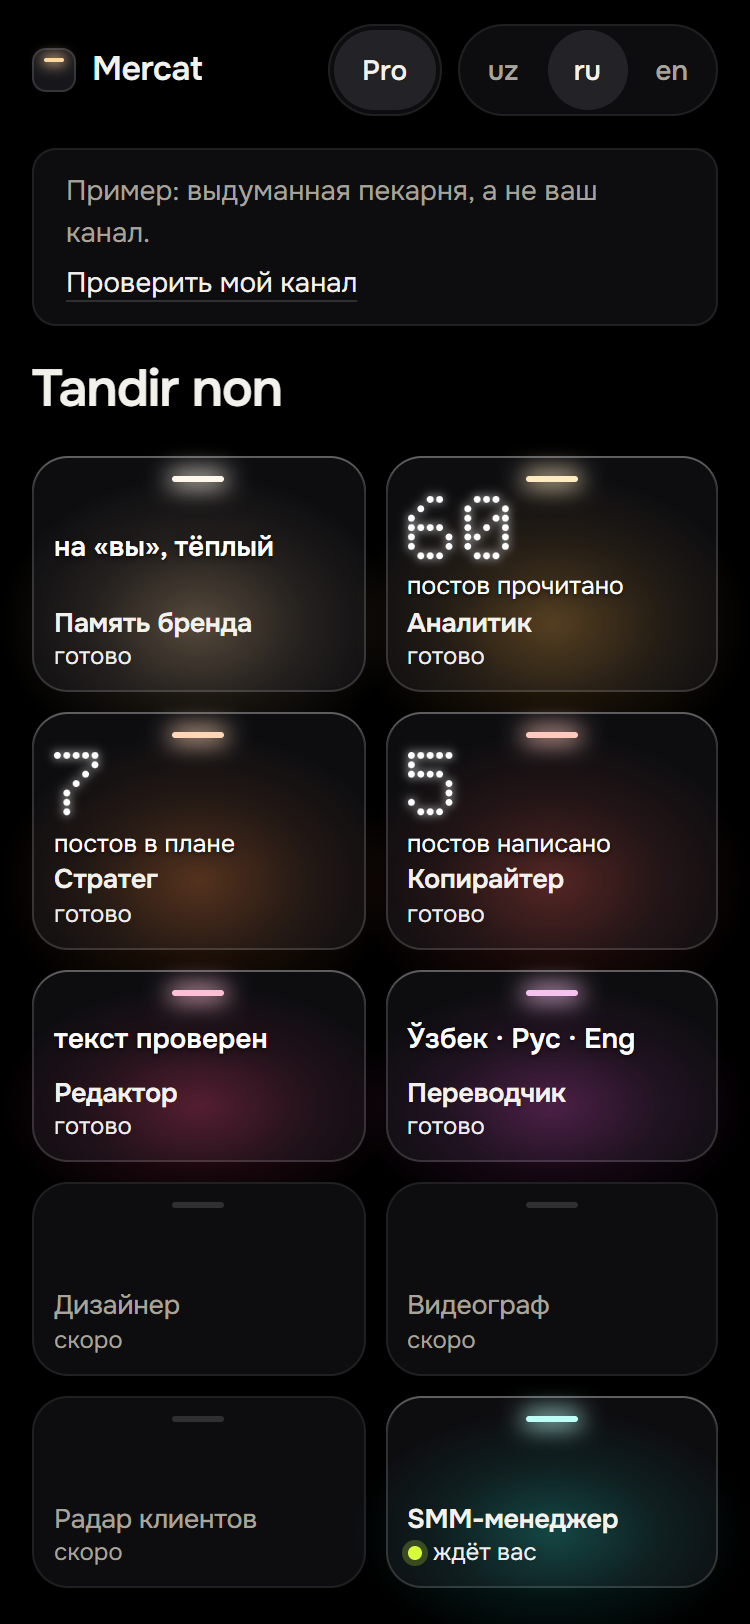 Mercat
Pro
uz
ru
en
Пример: выдуманная пекарня, а не ваш
канал.
Проверить мой канал
Tandir non
на «вы», тёплый
Память бренда
готово
60
постов прочитано
Аналитик
готово
7
постов в плане
Стратег
готово
5
постов написано
Копирайтер
готово
текст проверен
Редактор
готово
Ўзбек · Рус · Eng
Переводчик
готово
Дизайнер
скоро
Видеограф
скоро
Радар клиентов
скоро
SMM-менеджер
ждёт вас